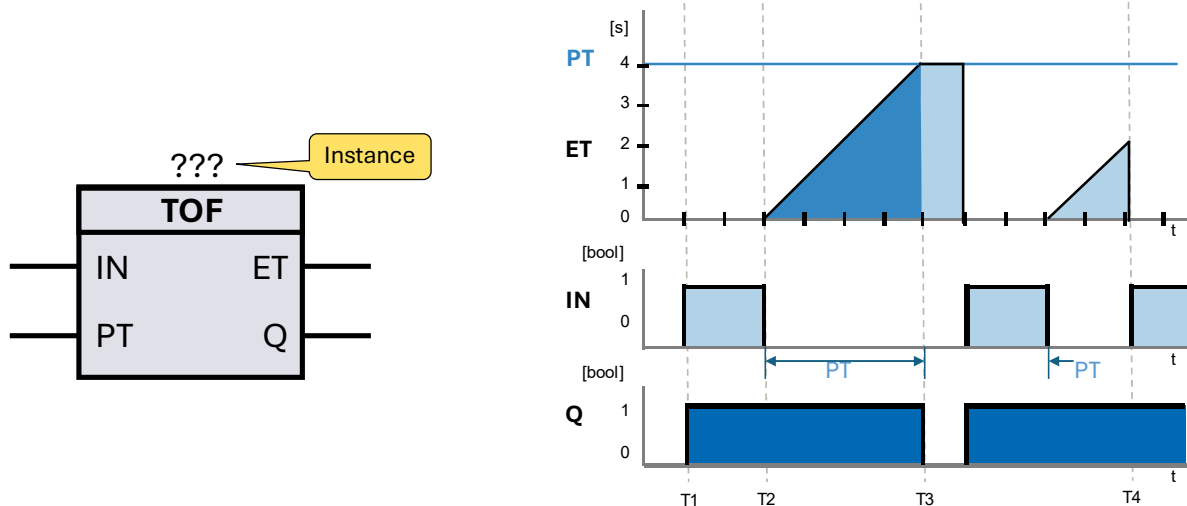 ???
Instance
TOF
IN ET
PT Q
[s]
PT
4
3
ET
2
1
0
t
[bool]
1
IN
0
t
PT PT
[bool]
1
Q
0
t
T1 T2 T3 T4